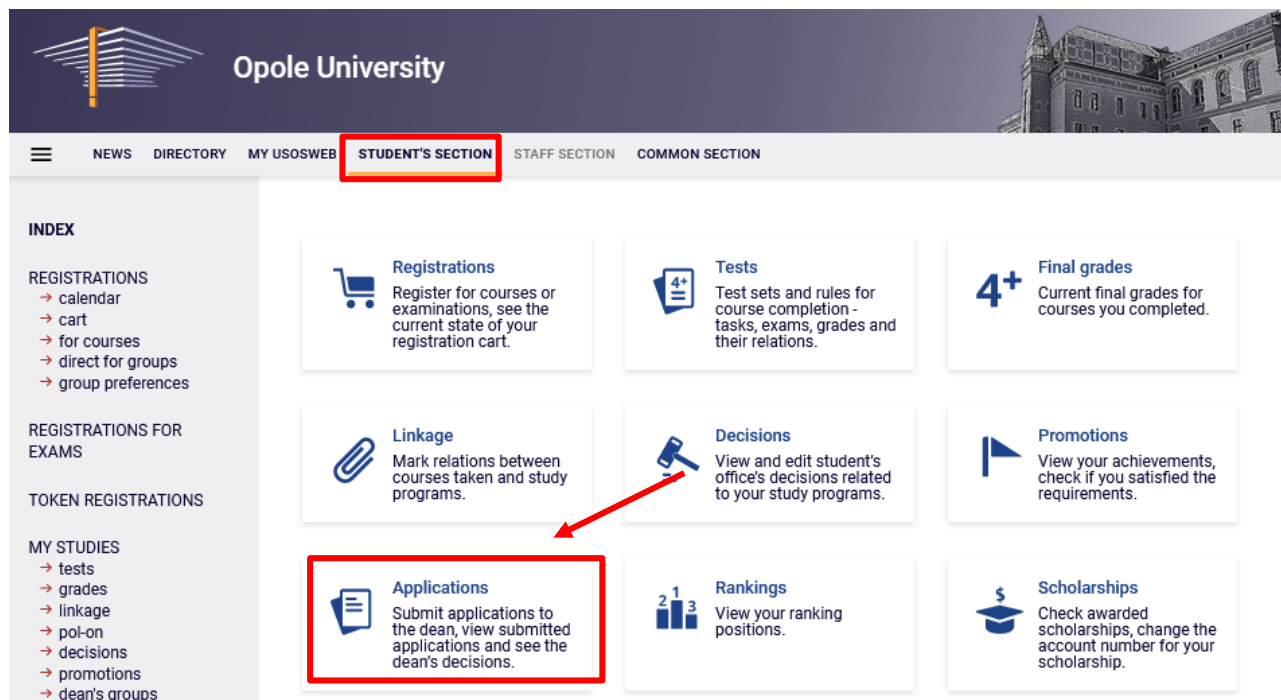 Opole University
NEWS DIRECTORY MY USOSWEB STUDENT'S SECTION STAFF SECTION COMMON SECTION
INDEX
REGISTRATIONS
→ calendar
→ cart
→ for courses
→ direct for groups
→ group preferences
REGISTRATIONS FOR
EXAMS
TOKEN REGISTRATIONS
MY STUDIES
→ tests
→ grades
→ linkage
→ pol-on
→ decisions
→ promotions
→ dean's groups
Registrations
Register for courses or
examinations, see the
current state of your
registration cart.
4+
Tests
Test sets and rules for
course completion -
tasks, exams, grades and
their relations.
4+
Final grades
Current final grades for
courses you completed.
Linkage
Mark relations between
courses taken and study
programs.
Decisions
View and edit student's
office's decisions related
to your study programs.
Promotions
View your achievements,
check if you satisfied the
requirements.
Applications
Submit applications to
the dean, view submitted
applications and see the
dean's decisions.
2 1 3
Rankings
View your ranking
positions.
$
Scholarships
Check awarded
scholarships, change the
account number for your
scholarship.